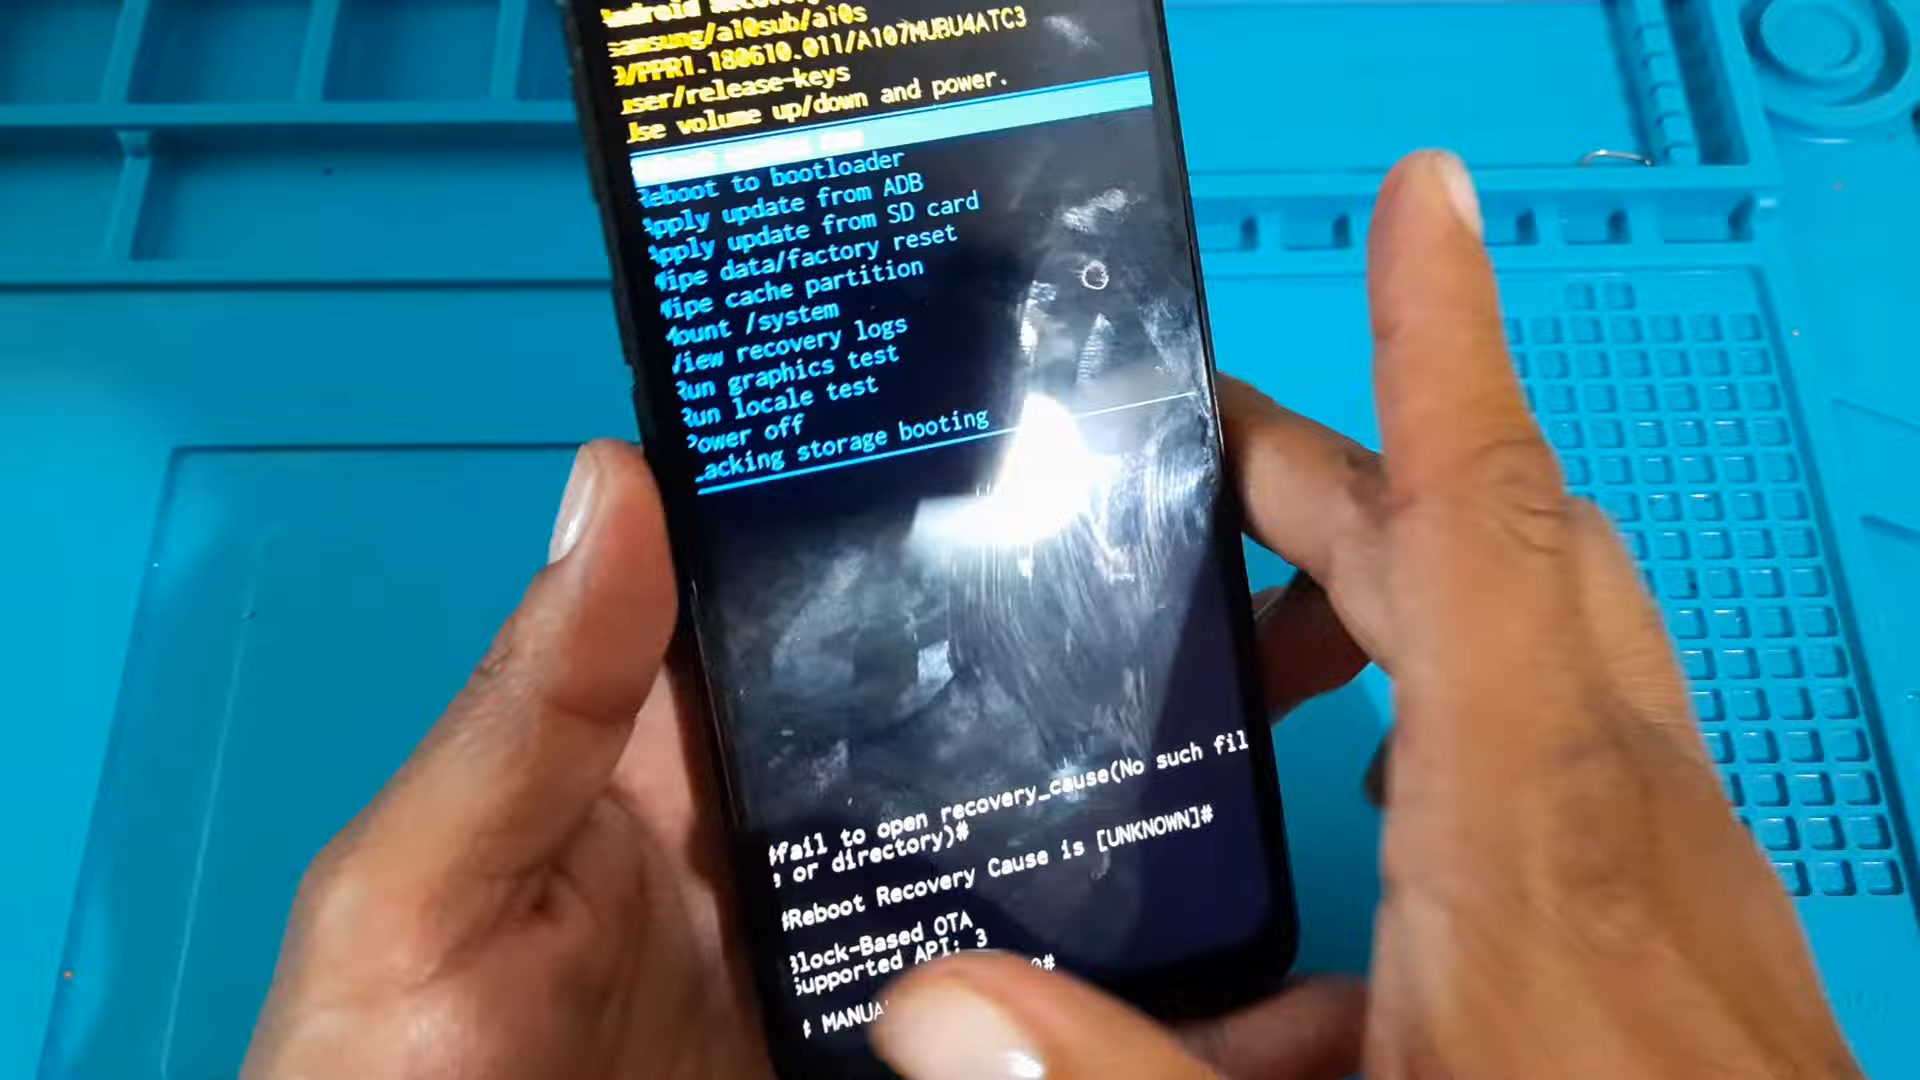 Android Recovery
samsung/a10sub/a10s
9/PPR1.180610.011/A107MUBU4ATC3
user/release-keys
Use volume up/down and power.
Reboot to bootloader
Apply update from ADB
Apply update from SD card
Wipe data/factory reset
Wipe cache partition
Mount /system
View recovery logs
Run graphics test
Run locale test
Power off
Lacking storage booting
#fail to open recovery_cause(No such fil
e or directory)#
#Reboot Recovery Cause is [UNKNOWN]#
Block-Based OTA
Supported API: 3
# MANUA